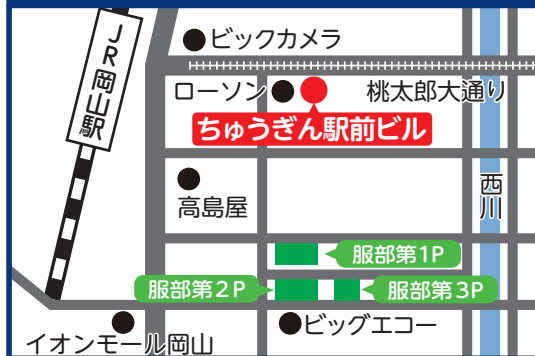 JR岡山駅
ビックカメラ
ローソン
桃太郎大通り
ちゅうぎん駅前ビル
高島屋
西川
服部第1P
服部第2P
服部第3P
イオンモール岡山
ビッグエコー